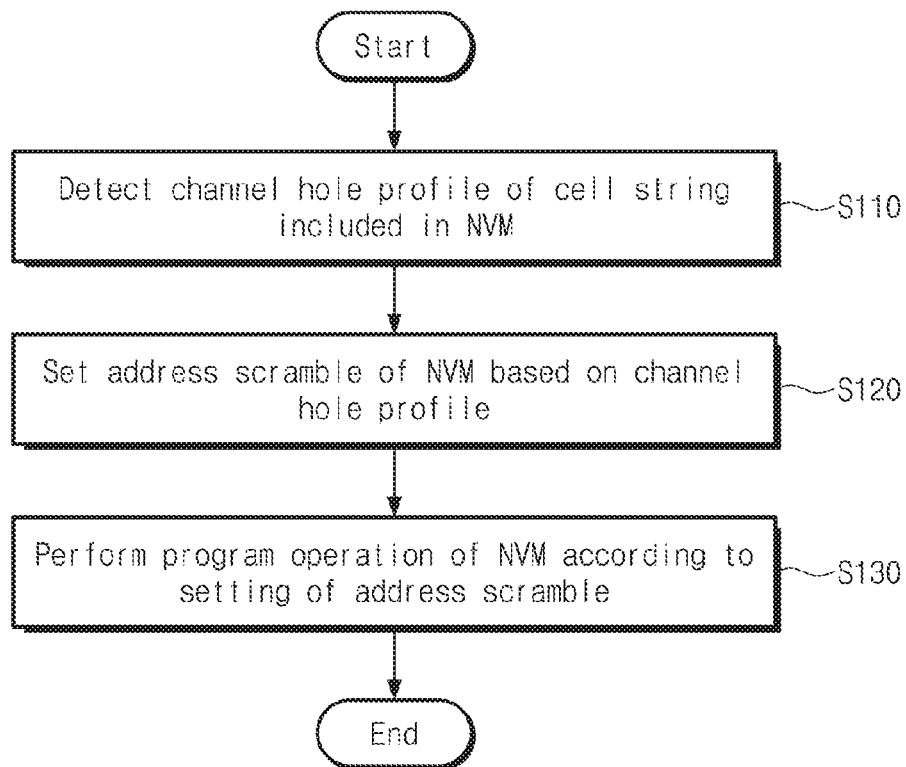 Start
Detect channel hole profile of cell string
included in NVM
S110
Set address scramble of NVM based on channel
hole profile
S120
Perform program operation of NVM according to
setting of address scramble
S130
End